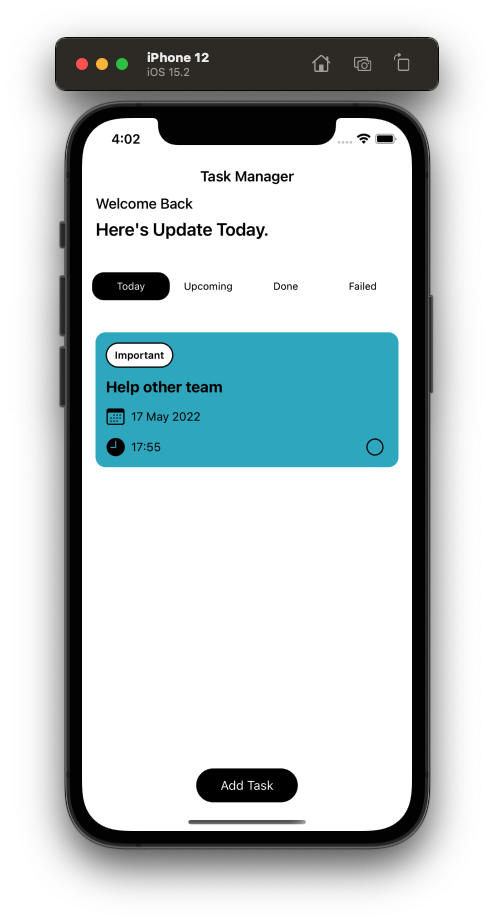 iPhone 12
iOS 15.2
4:02
Task Manager
Welcome Back
Here's Update Today.
Today Upcoming Done Failed
Important
Help other team
17 May 2022
17:55
Add Task